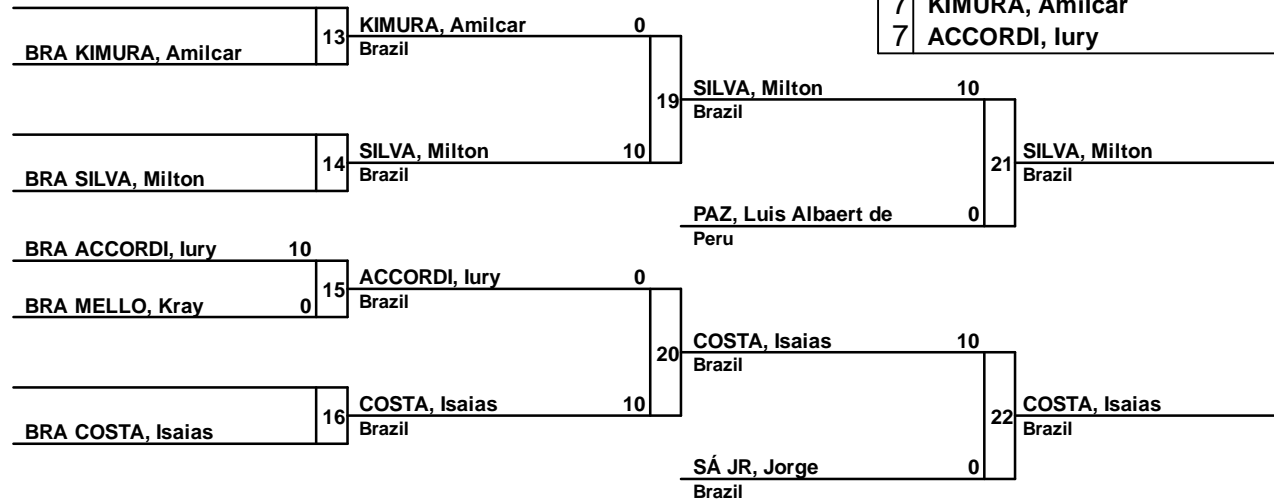 7 KIMURA, Amilcar
7 ACCORDI, Iury
BRA KIMURA, Amilcar
13
KIMURA, Amilcar 0
Brazil
19
SILVA, Milton 10
Brazil
BRA SILVA, Milton
14
SILVA, Milton 10
Brazil
21
SILVA, Milton
Brazil
PAZ, Luis Albaert de 0
Peru
BRA ACCORDI, Iury 10
BRA MELLO, Kray 0
15
ACCORDI, Iury 0
Brazil
20
COSTA, Isaias 10
Brazil
BRA COSTA, Isaias
16
COSTA, Isaias 10
Brazil
22
COSTA, Isaias
Brazil
SÁ JR, Jorge 0
Brazil